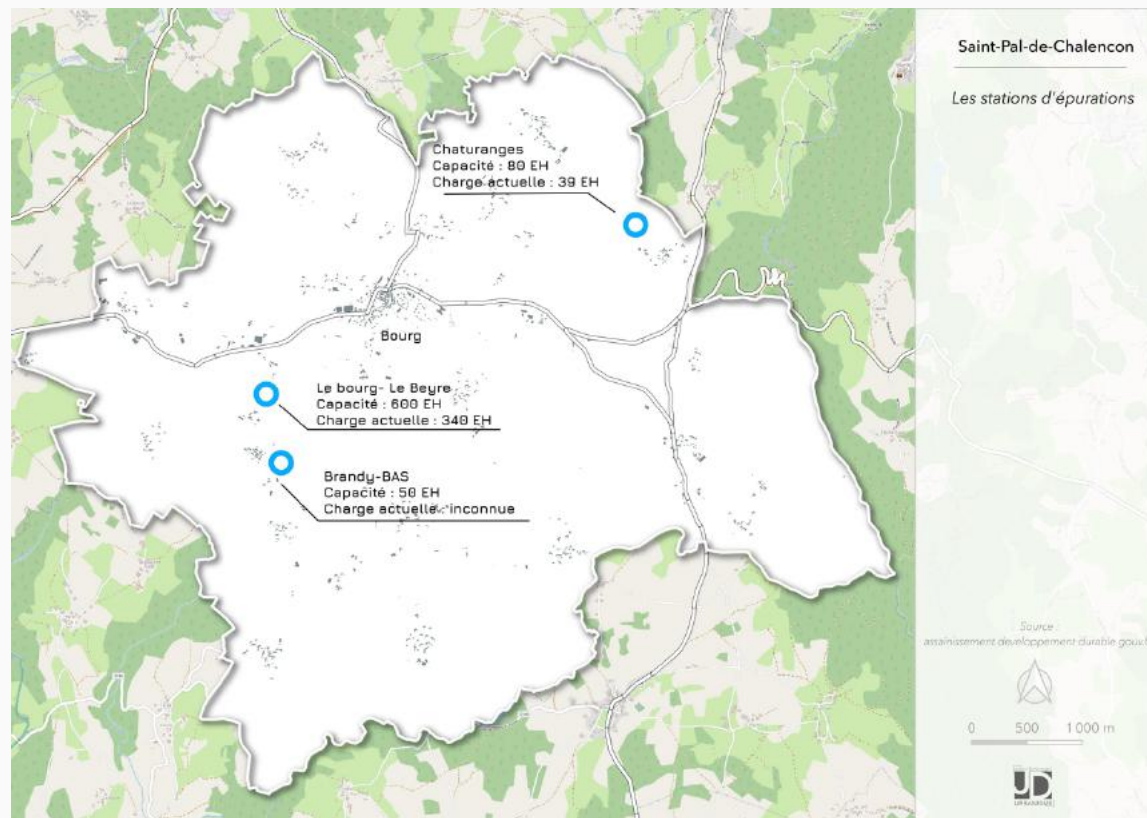 Saint-Pal-de-Chalencon
Les stations d'épurations
Chaturanges
Capacité : 80 EH
Charge actuelle : 39 EH
Bourg
Le bourg- Le Beyre
Capacité : 600 EH
Charge actuelle : 340 EH
Brandy-BAS
Capacité : 50 EH
Charge actuelle : inconnue
Source :
assainissement developpement durable gouv.f
0 500 1 000 m
JD